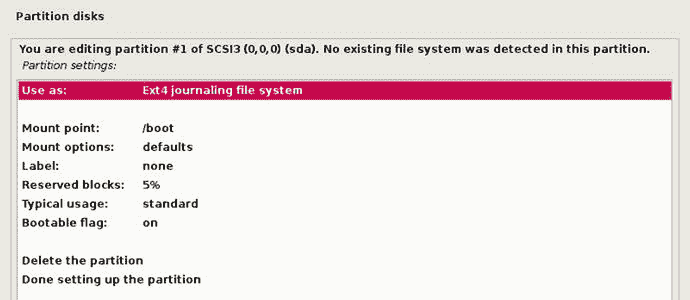 Partition disks
You are editing partition #1 of SCSI3 (0,0,0) (sda). No existing file system was detected in this partition.
Partition settings:
Use as: Ext4 journaling file system
Mount point: /boot
Mount options: defaults
Label: none
Reserved blocks: 5%
Typical usage: standard
Bootable flag: on
Delete the partition
Done setting up the partition